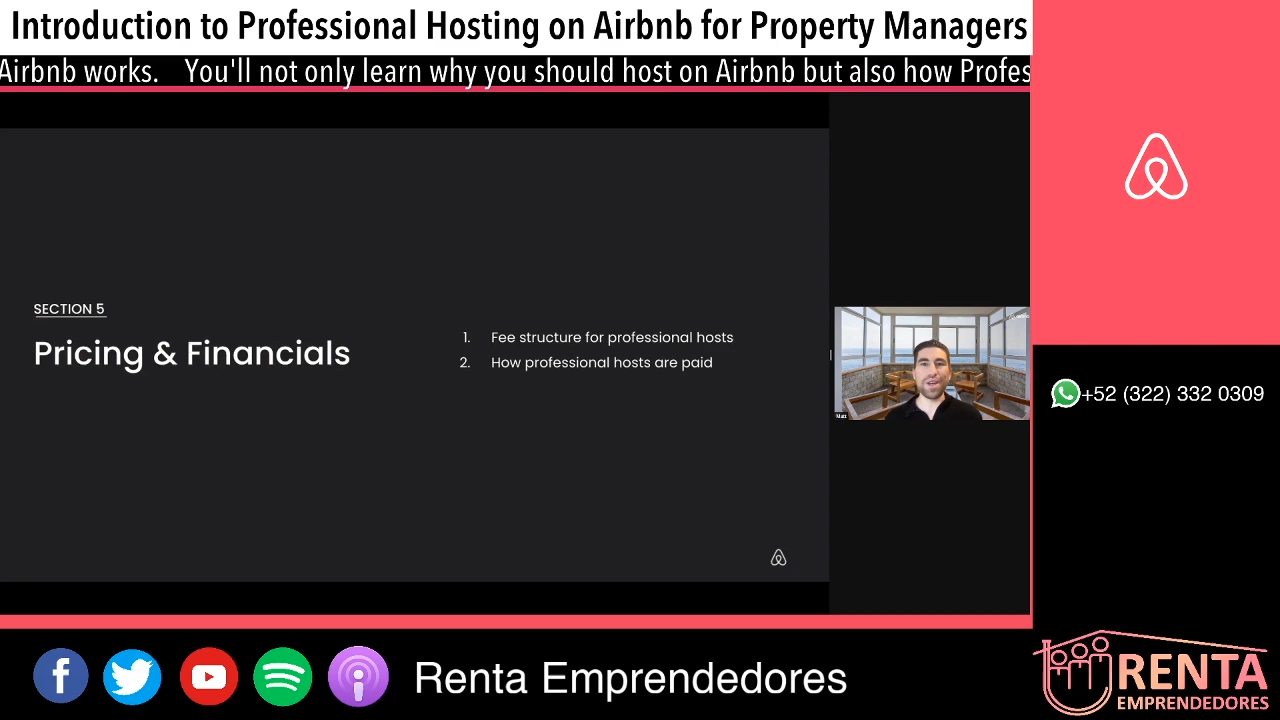 Introduction to Professional Hosting on Airbnb for Property Managers
Airbnb works. You'll not only learn why you should host on Airbnb but also how Profes
SECTION 5
Pricing & Financials
1. Fee structure for professional hosts
2. How professional hosts are paid
Matt
+52 (322) 332 0309
Renta Emprendedores
RENTA
EMPRENDEDORES